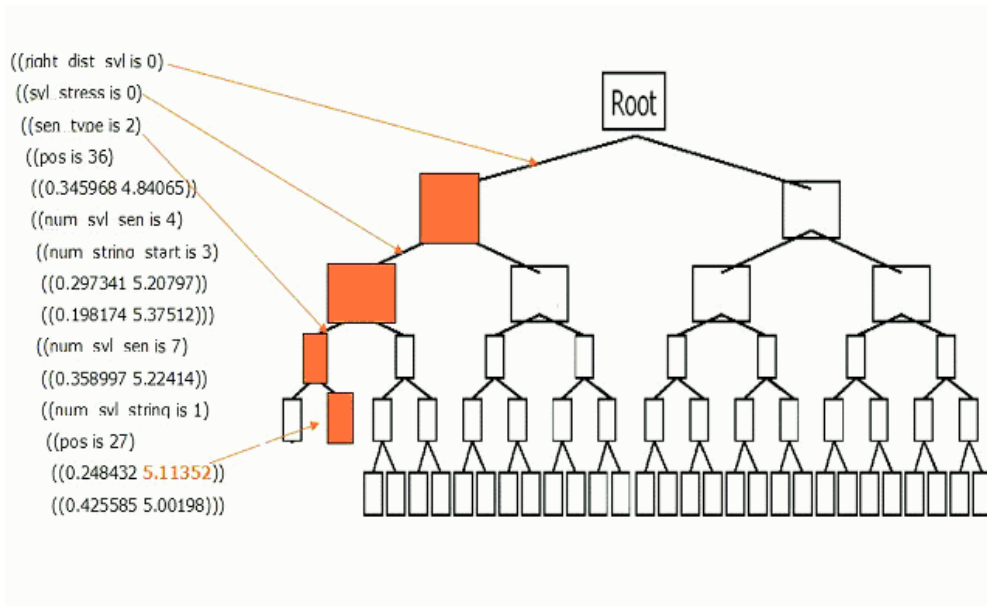 ((right_dist_syl is 0)
((syl_stress is 0)
((sen_type is 2)
((pos is 36)
((0.345968 4.84065))
((num_syl_sen is 4)
((num_string_start is 3)
((0.297341 5.20797))
((0.198174 5.37512)))
((num_syl_sen is 7)
((0.358997 5.22414))
((num_syl_string is 1)
((pos is 27)
((0.248432 5.11352))
((0.425585 5.00198)))
Root